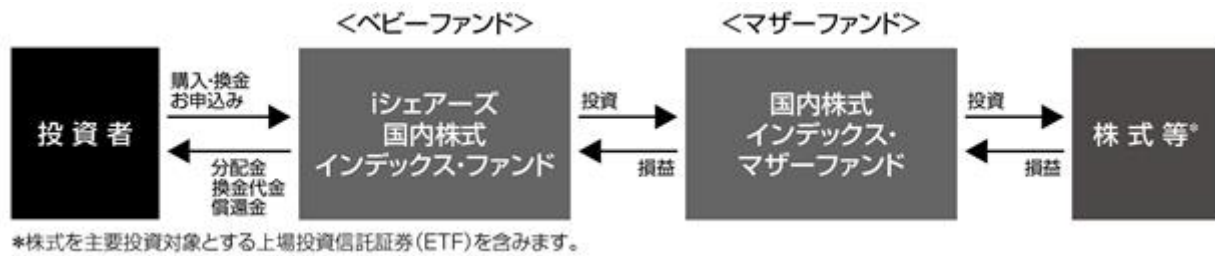 <ベビーファンド>
<マザーファンド>
投資者
購入・換金
お申込み
分配金
換金代金
償還金
iシェアーズ
国内株式
インデックス・ファンド
投資
損益
国内株式
インデックス・
マザーファンド
投資
損益
株式等*
*株式を主要投資対象とする上場投資信託証券(ETF)を含みます。